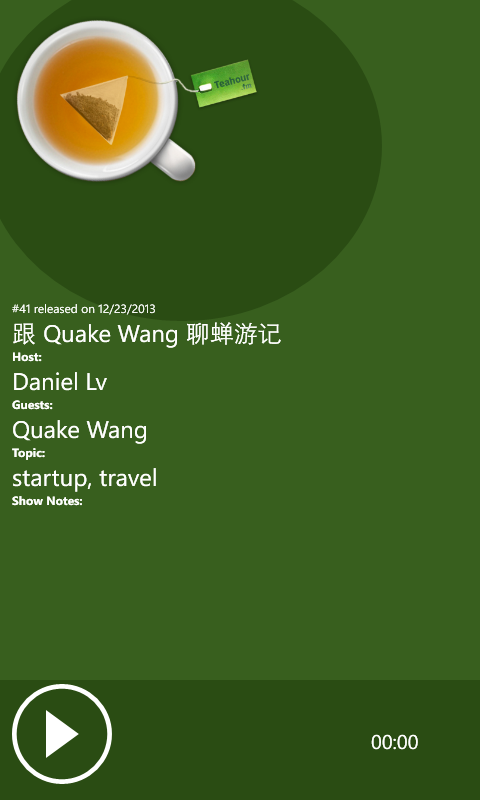 Teahour
.fm
#41 released on 12/23/2013
跟 Quake Wang 聊蝉游记
Host:
Daniel Lv
Guests:
Quake Wang
Topic:
startup, travel
Show Notes:
00:00